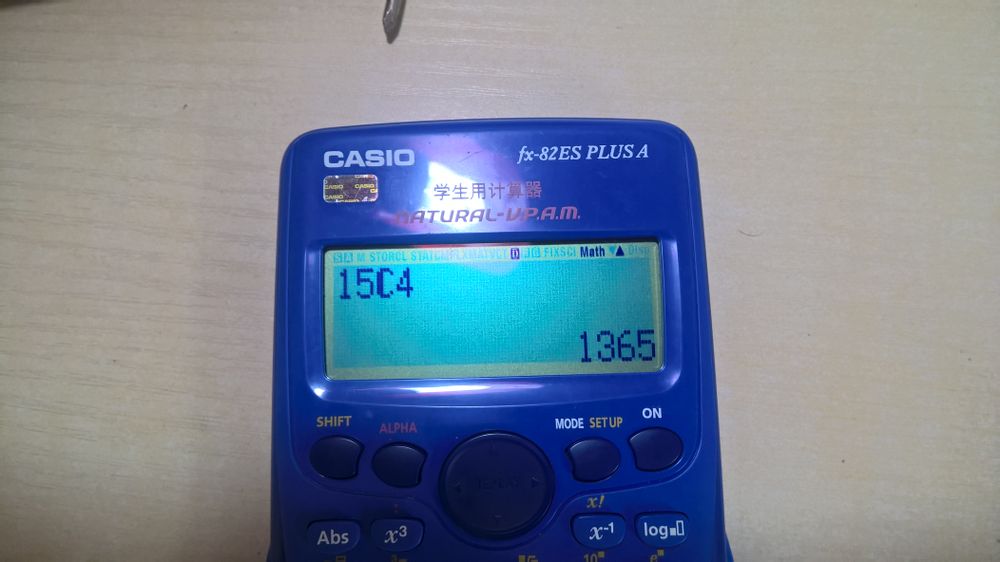 CASIO
fx-82ES PLUS A
学生用计算器
NATURAL-V.P.A.M.
Math
15C4
1365
SHIFT
ALPHA
MODE SETUP
ON
REPLAY
x!
Abs
x³
x⁻¹
log